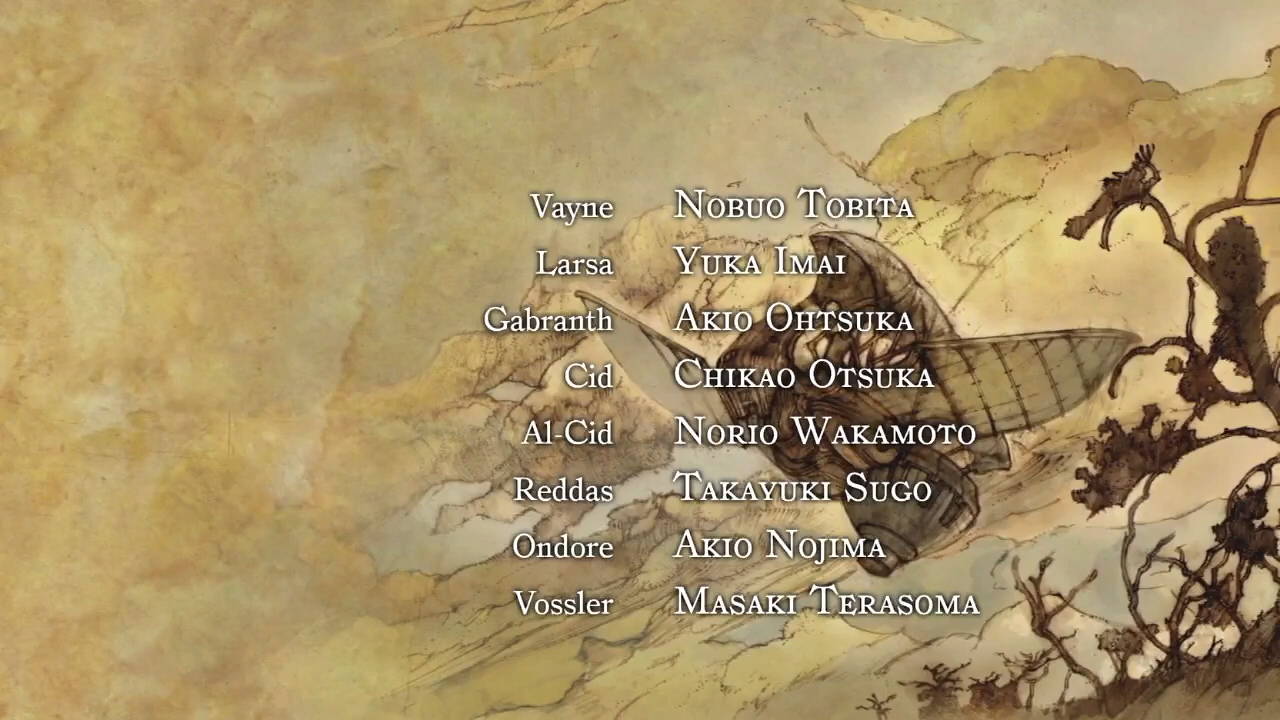 Vayne Nobuo Tobita
Larsa Yuka Imai
Gabranth Akio Ohtsuka
Cid Chikao Otsuka
Al-Cid Norio Wakamoto
Reddas Takayuki Sugo
Ondore Akio Nojima
Vossler Masaki Terasoma